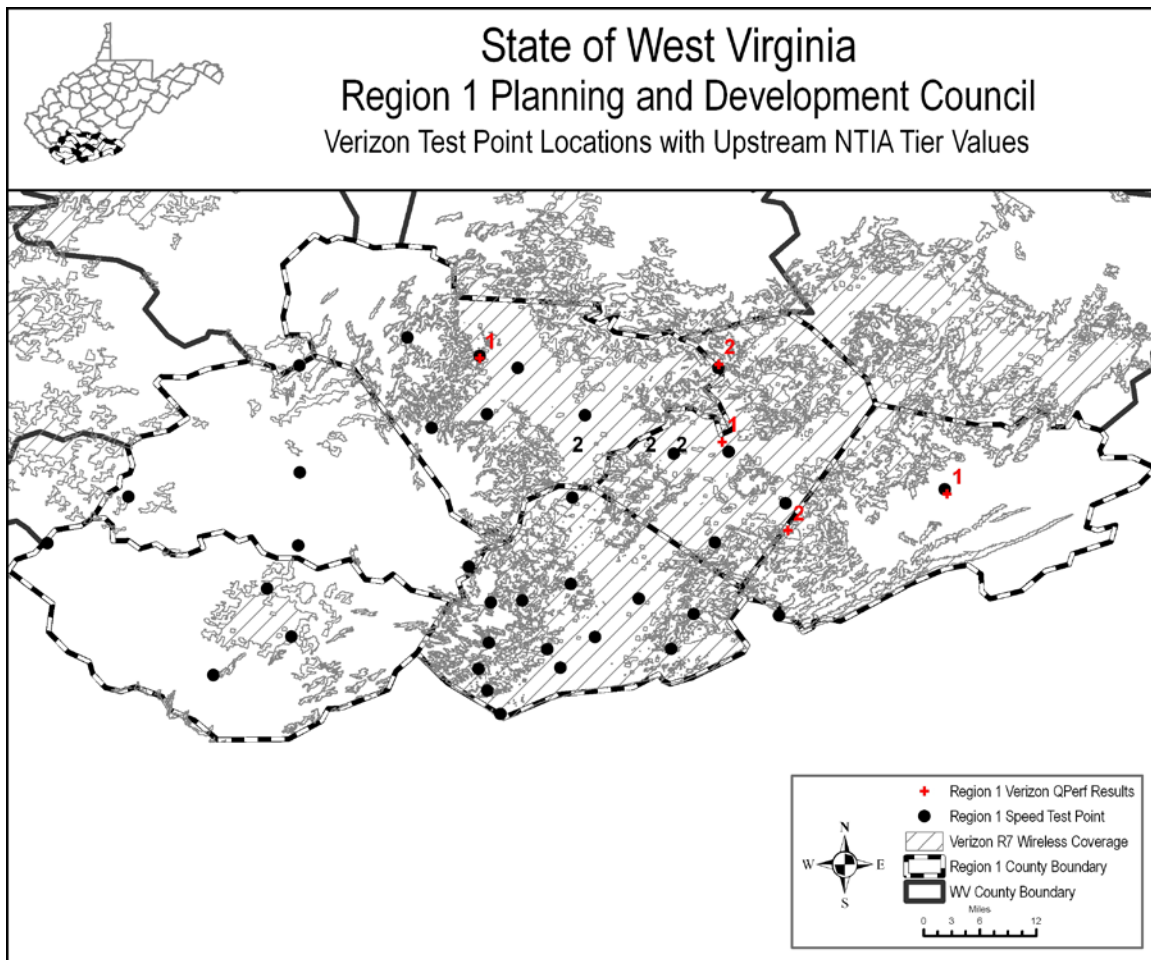 State of West Virginia
Region 1 Planning and Development Council
Verizon Test Point Locations with Upstream NTIA Tier Values
1
2
1
2 2 2
1
2
Region 1 Verizon QPerf Results
Region 1 Speed Test Point
Verizon R7 Wireless Coverage
Region 1 County Boundary
WV County Boundary
N
W E
S
Miles
0 3 6 12